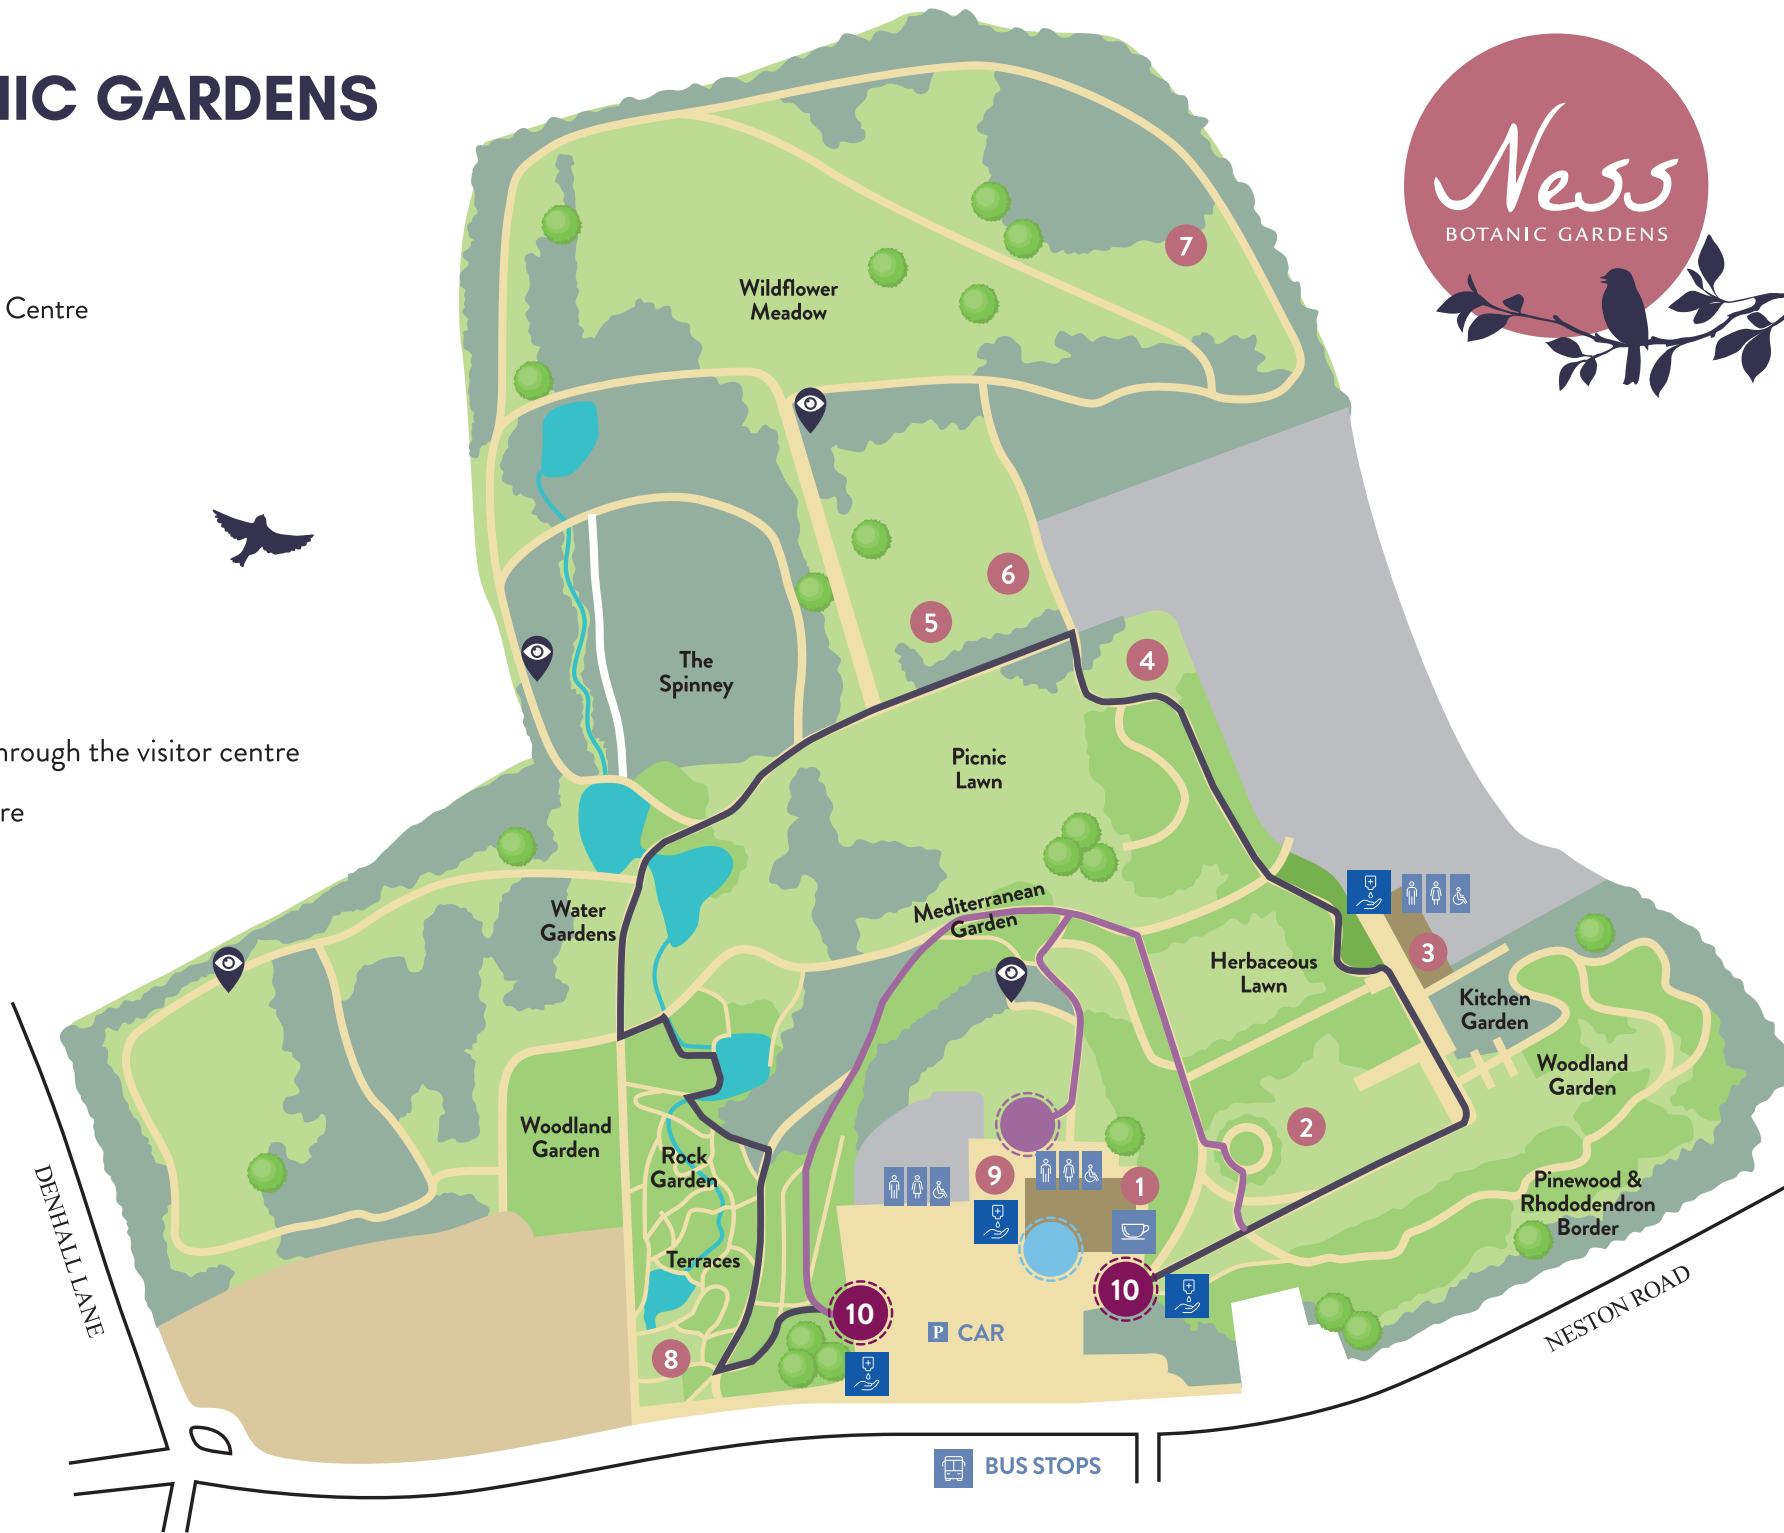 NIC GARDENS
Ness
BOTANIC GARDENS
7
Wildflower
Meadow
Centre
6
5
4
The
Spinney
hrough the visitor centre
Picnic
Lawn
re
Mediterranean
Garden
Water
Gardens
3
Herbaceous
Lawn
Kitchen
Garden
Woodland
Garden
Woodland
Garden
2
Rock
Garden
9
1
Pinewood &
Rhododendron
Border
DENHALL LANE
Terraces
10
10
NESTON ROAD
P CAR
8
BUS STOPS